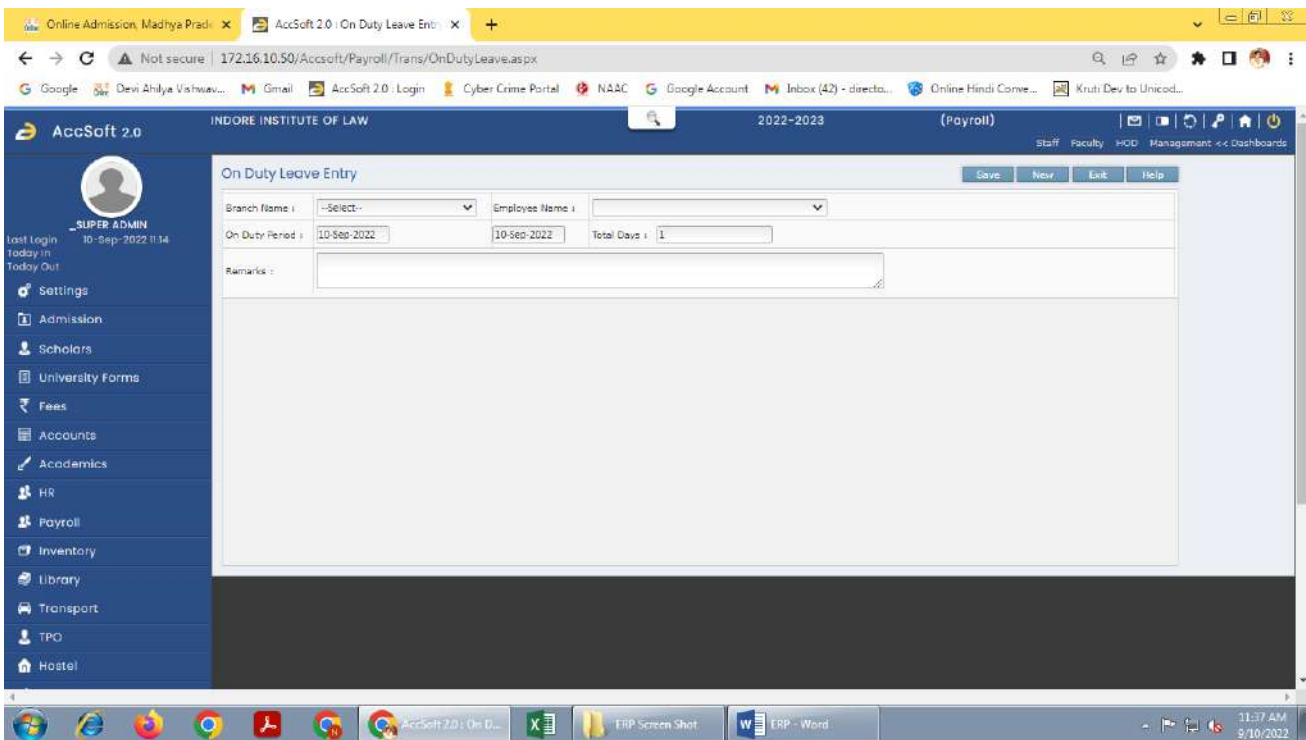 Online Admission, Madhya Prade
AccSoft 2.0 : On Duty Leave Entr
Not secure | 172.16.10.50/Accsoft/Payroll/Trans/OnDutyLeave.aspx
Google
Devi Ahilya Vishwav...
Gmail
AccSoft 2.0 : Login
Cyber Crime Portal
NAAC
Google Account
Inbox (42) - directo...
Online Hindi Conve...
Kruti Dev to Unicod...
AccSoft 2.0
INDORE INSTITUTE OF LAW
2022-2023
(Payroll)
Staff Faculty HOD Management << Dashboards
_SUPER ADMIN
Last Login 10-Sep-2022 11:14
Today In
Today Out
Settings
Admission
Scholars
University Forms
₹ Fees
Accounts
Academics
HR
Payroll
Inventory
Library
Transport
TPO
Hostel
On Duty Leave Entry
Save New Exit Help
Branch Name : --Select-- Employee Name :
On Duty Period : 10-Sep-2022 10-Sep-2022 Total Days : 1
Remarks :
AccSoft 2.0 : On D...
ERP Screen Shot
ERP - Word
11:37 AM
9/10/2022